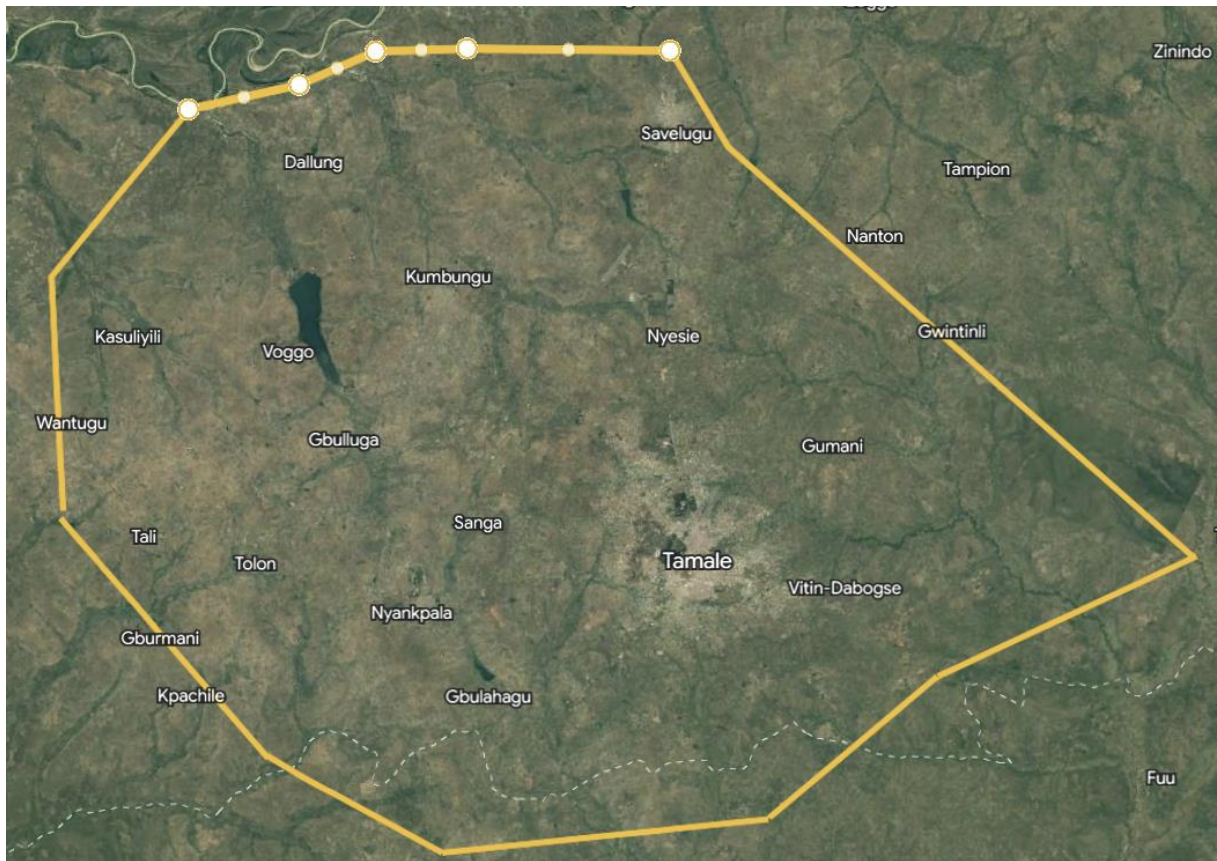 Zinindo
Savelugu
Dallung
Tampion
Nanton
Kumbungu
Kasuliyili
Voggo
Nyesie
Gwintinli
Wantugu
Gbulluga
Gumani
Tali
Sanga
Tolon
Tamale
Vitin-Dabogse
Nyankpala
Gburmani
Kpachile
Gbulahagu
Fuu